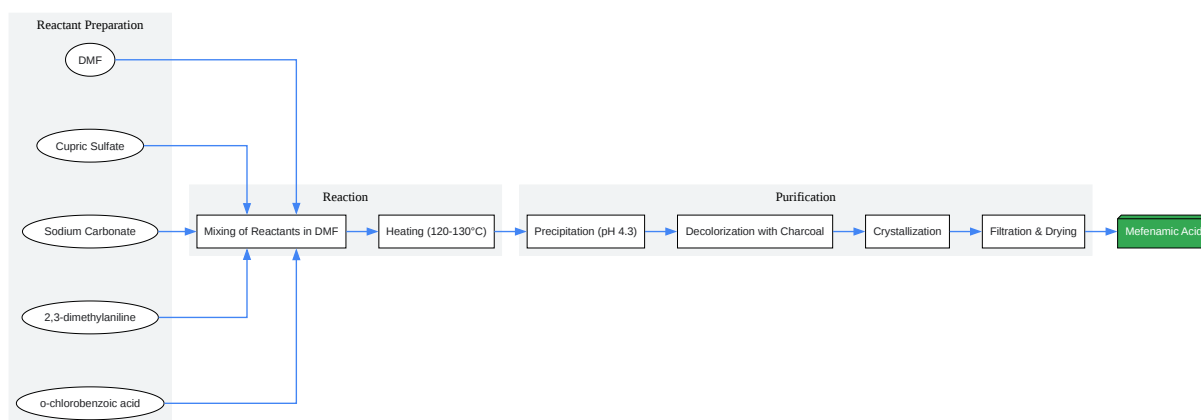 Reactant Preparation
DMF
Cupric Sulfate
Sodium Carbonate
2,3-dimethylaniline
o-chlorobenzoic acid
Reaction
Mixing of Reactants in DMF
Heating (120-130°C)
Purification
Precipitation (pH 4.3)
Decolorization with Charcoal
Crystallization
Filtration & Drying
Mefenamic Acid